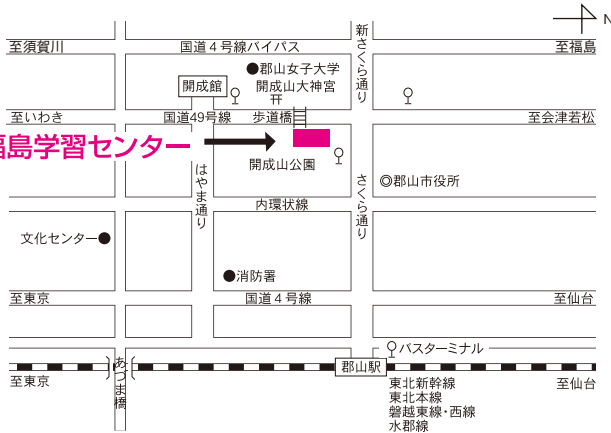 N
至須賀川
国道4号線バイパス
新さくら通り
至福島
●郡山女子大学
開成館
開成山大神宮
至いわき
国道49号線
歩道橋
至会津若松
福島学習センター
開成山公園
はやま通り
さくら通り
◎郡山市役所
内環状線
文化センター●
●消防署
至東京
国道4号線
至仙台
バスターミナル
郡山駅
あづま橋
至東京
至仙台
東北新幹線
東北本線
磐越東線・西線
水郡線